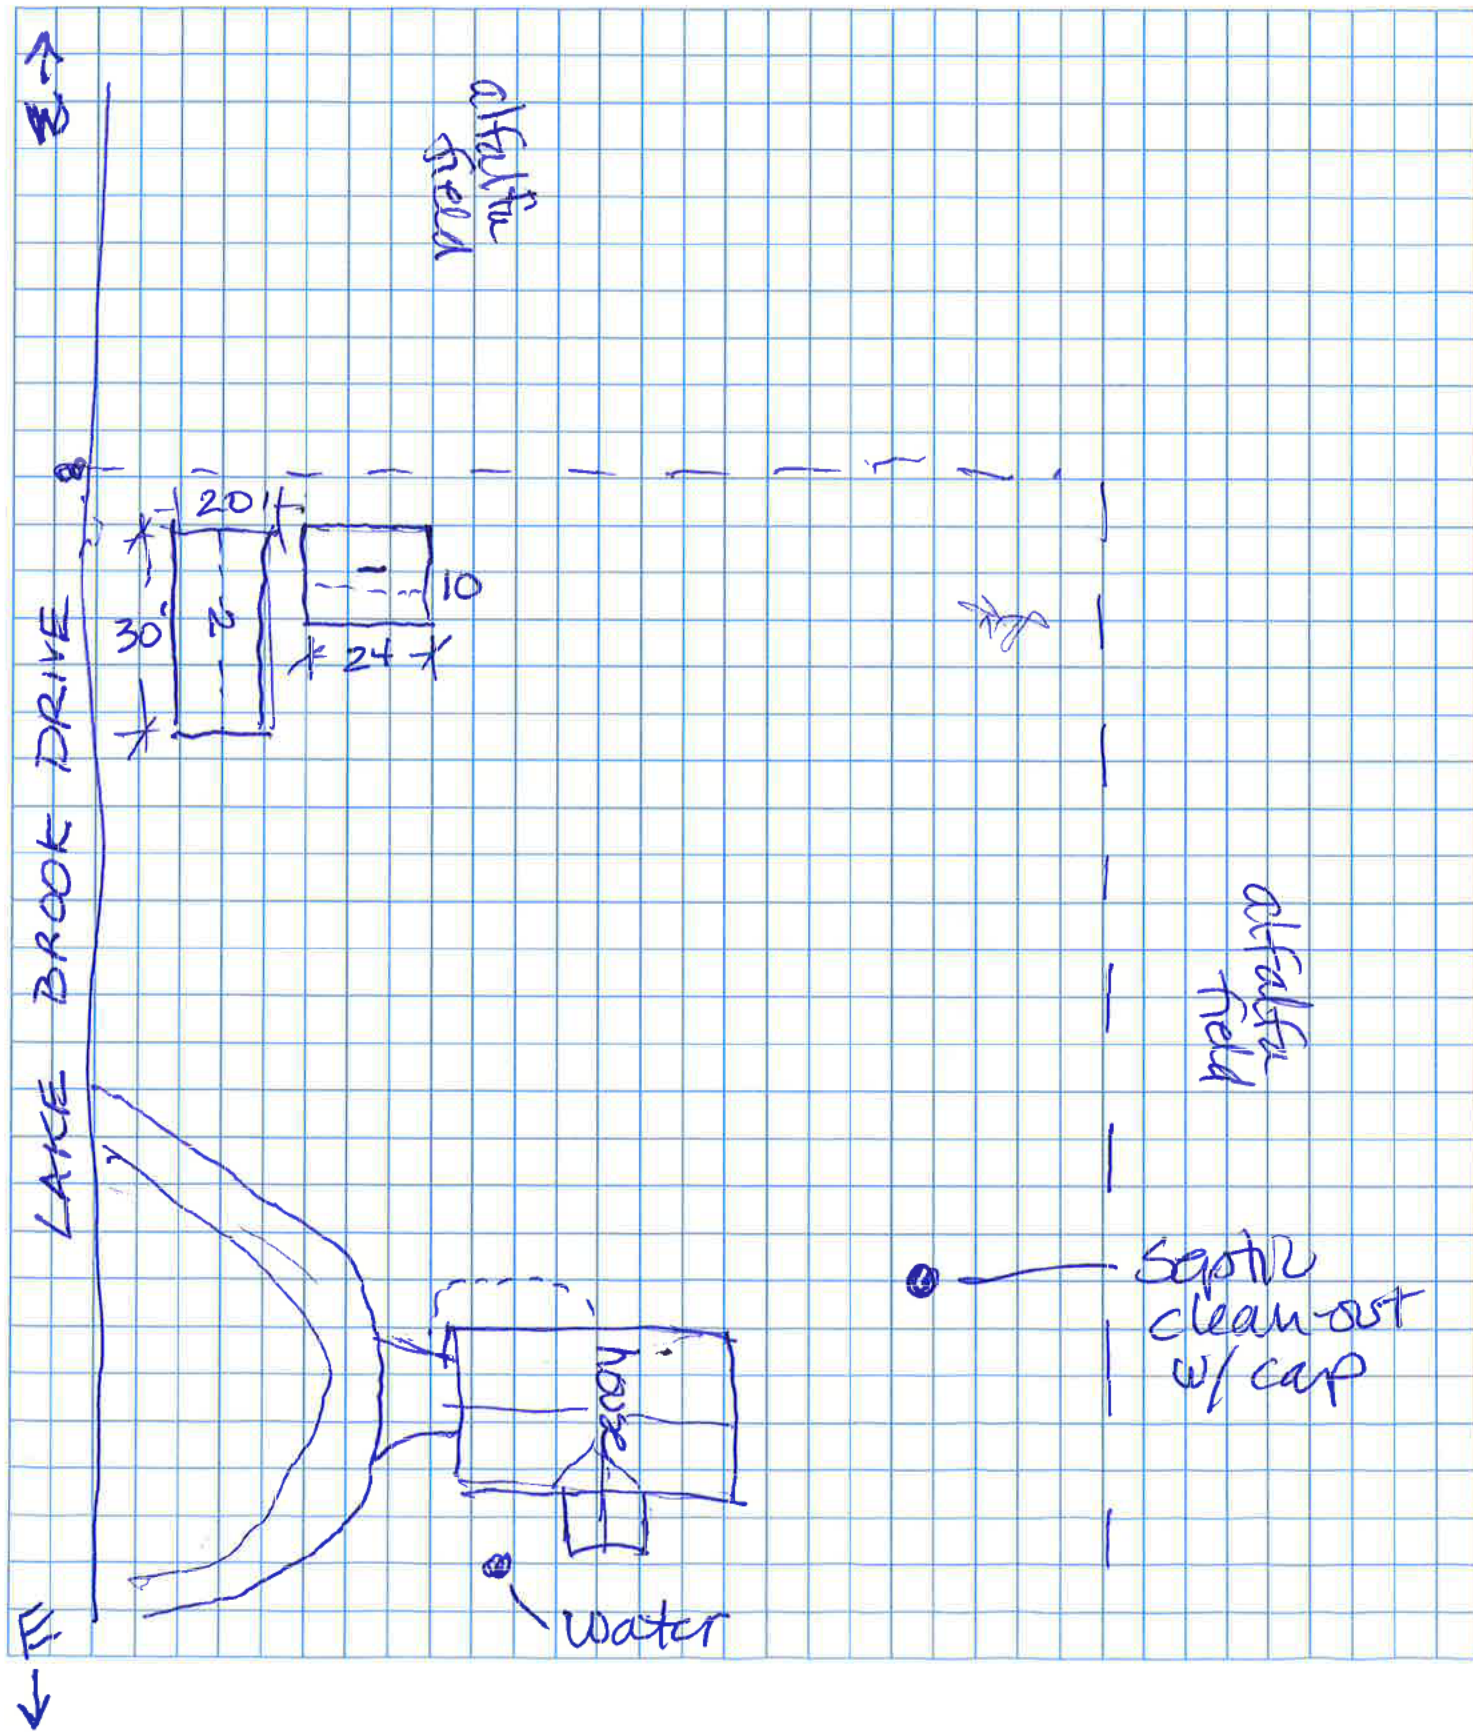 W
alfalfa
field
20'
1
10
30'
2
24
LAKE BROOK DRIVE
alfalfa
field
septic
clean-out
w/ cap
house
E
water